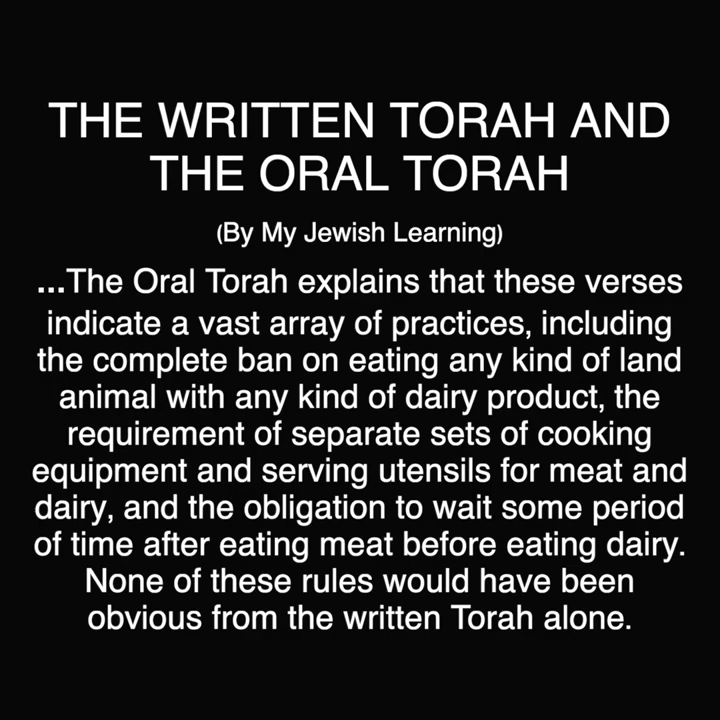 THE WRITTEN TORAH AND
THE ORAL TORAH
(By My Jewish Learning)
...The Oral Torah explains that these verses
indicate a vast array of practices, including
the complete ban on eating any kind of land
animal with any kind of dairy product, the
requirement of separate sets of cooking
equipment and serving utensils for meat and
dairy, and the obligation to wait some period
of time after eating meat before eating dairy.
None of these rules would have been
obvious from the written Torah alone.